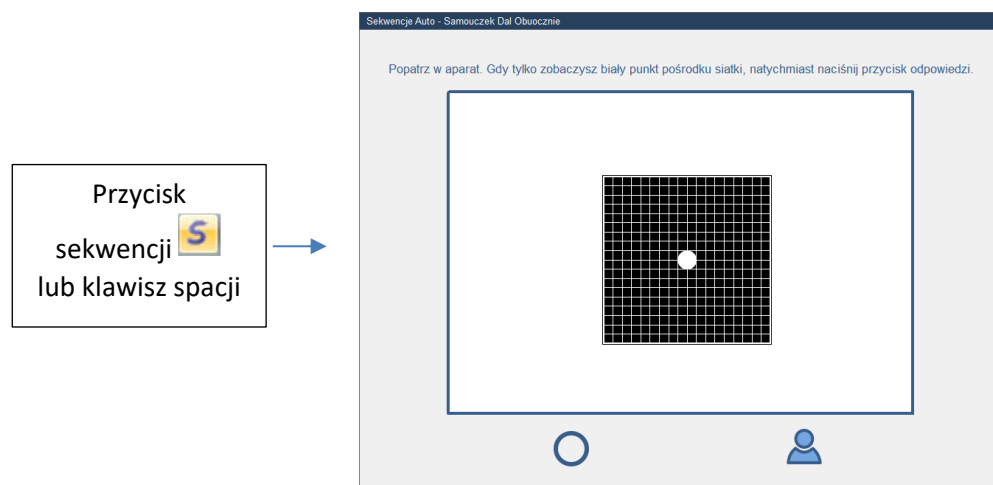 Sekwencje Auto - Samouczek Dal Obuocznie
Popatrz w aparat. Gdy tylko zobaczysz biały punkt pośrodku siatki, natychmiast naciśnij przycisk odpowiedzi.
Przycisk
sekwencji S
lub klawisz spacji